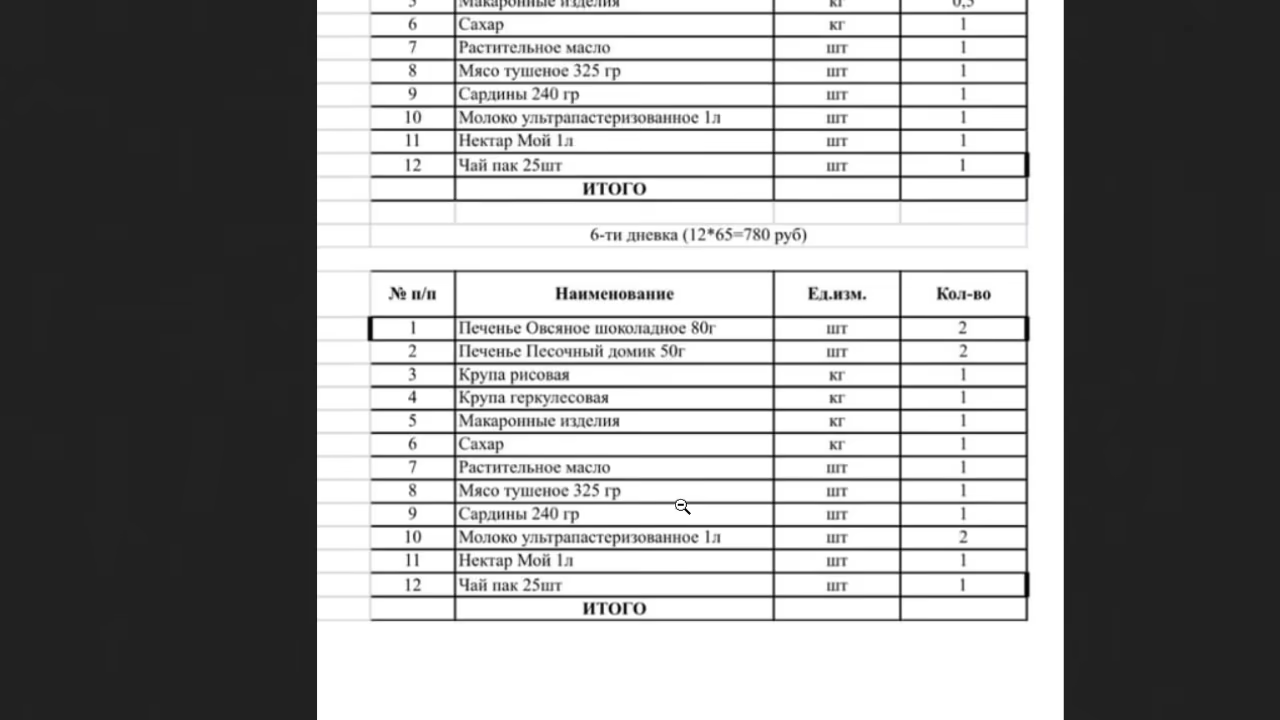 5 Макаронные изделия кг 0,5
6 Сахар кг 1
7 Растительное масло шт 1
8 Мясо тушеное 325 гр шт 1
9 Сардины 240 гр шт 1
10 Молоко ультрапастеризованное 1л шт 1
11 Нектар Мой 1л шт 1
12 Чай пак 25шт шт 1
ИТОГО
6-ти дневка (12*65=780 руб)
№ п/п Наименование Ед.изм. Кол-во
1 Печенье Овсяное шоколадное 80г шт 2
2 Печенье Песочный домик 50г шт 2
3 Крупа рисовая кг 1
4 Крупа геркулесовая кг 1
5 Макаронные изделия кг 1
6 Сахар кг 1
7 Растительное масло шт 1
8 Мясо тушеное 325 гр шт 1
9 Сардины 240 гр шт 1
10 Молоко ультрапастеризованное 1л шт 2
11 Нектар Мой 1л шт 1
12 Чай пак 25шт шт 1
ИТОГО